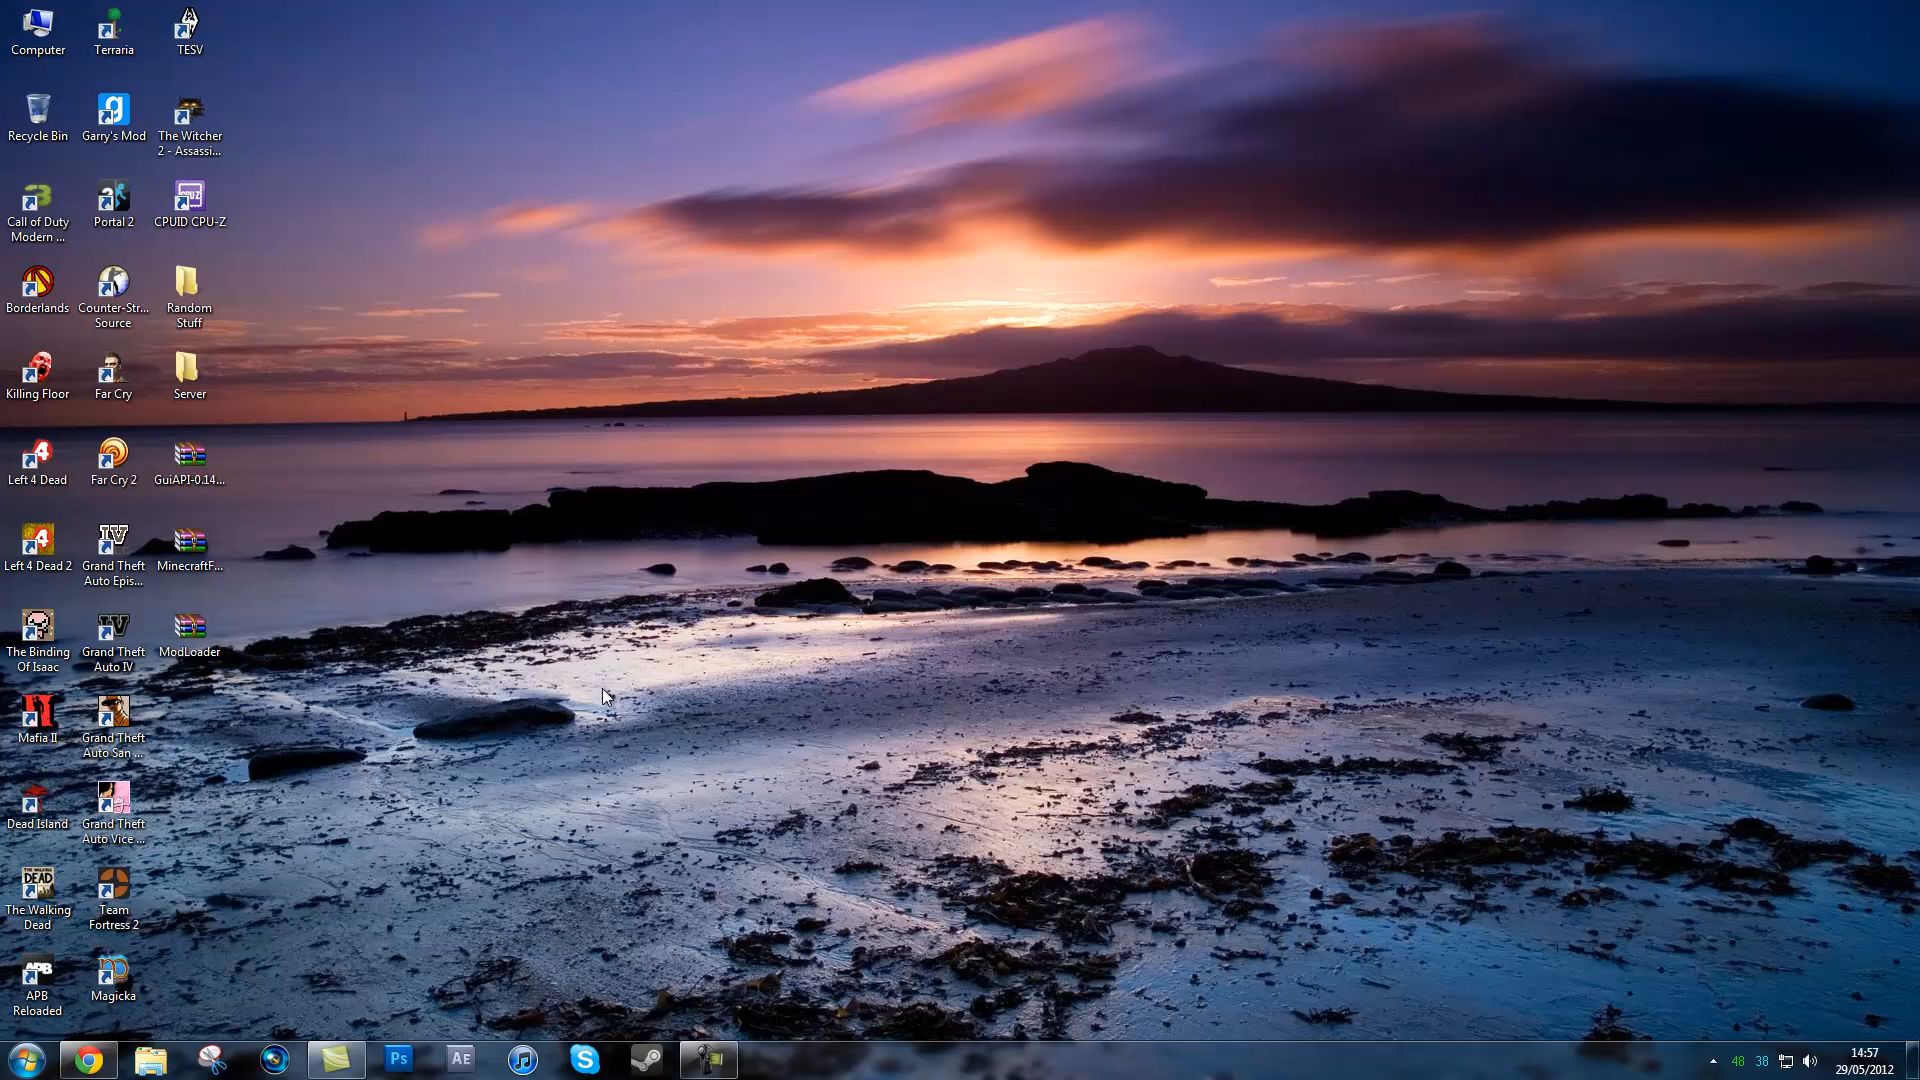 Computer
Terraria
TESV
Recycle Bin
Garry's Mod
The Witcher
2 - Assassi...
Call of Duty
Modern ...
Portal 2
CPUID CPU-Z
Borderlands
Counter-Str...
Source
Random
Stuff
Killing Floor
Far Cry
Server
Left 4 Dead
Far Cry 2
GuiAPI-0.14...
Left 4 Dead 2
Grand Theft
Auto Epis...
MinecraftF...
The Binding
Of Isaac
Grand Theft
Auto IV
ModLoader
Mafia II
Grand Theft
Auto San ...
Dead Island
Grand Theft
Auto Vice ...
The Walking
Dead
Team
Fortress 2
APB
Reloaded
Magicka
Ps
AE
48
38
14:57
29/05/2012